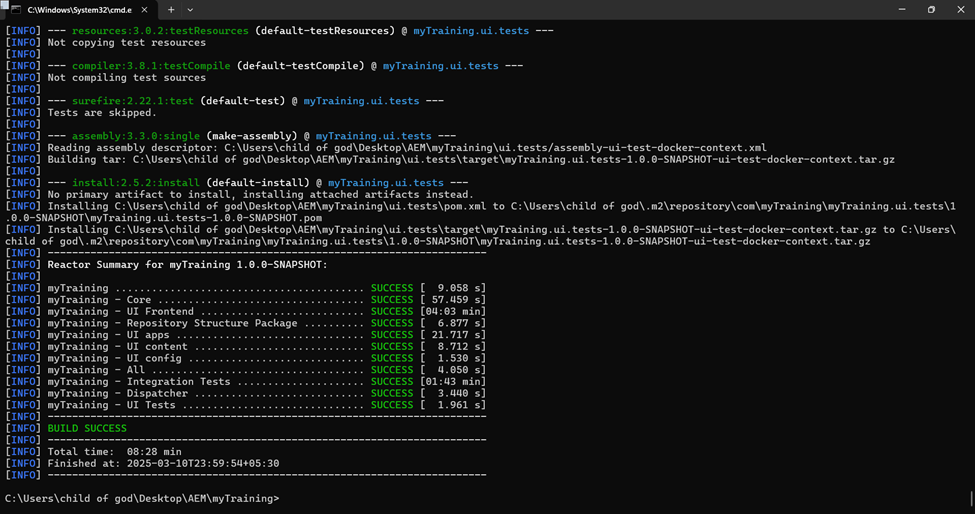 C:\Windows\System32\cmd.e
[INFO] --- resources:3.0.2:testResources (default-testResources) @ myTraining.ui.tests ---
[INFO] Not copying test resources
[INFO]
[INFO] --- compiler:3.8.1:testCompile (default-testCompile) @ myTraining.ui.tests ---
[INFO] Not compiling test sources
[INFO]
[INFO] --- surefire:2.22.1:test (default-test) @ myTraining.ui.tests ---
[INFO] Tests are skipped.
[INFO]
[INFO] --- assembly:3.3.0:single (make-assembly) @ myTraining.ui.tests ---
[INFO] Reading assembly descriptor: C:\Users\child of god\Desktop\AEM\myTraining\ui.tests/assembly-ui-test-docker-context.xml
[INFO] Building tar: C:\Users\child of god\Desktop\AEM\myTraining\ui.tests\target\myTraining.ui.tests-1.0.0-SNAPSHOT-ui-test-docker-context.tar.gz
[INFO]
[INFO] --- install:2.5.2:install (default-install) @ myTraining.ui.tests ---
[INFO] No primary artifact to install, installing attached artifacts instead.
[INFO] Installing C:\Users\child of god\Desktop\AEM\myTraining\ui.tests\pom.xml to C:\Users\child of god\.m2\repository\com\myTraining\myTraining.ui.tests\1
.0.0-SNAPSHOT\myTraining.ui.tests-1.0.0-SNAPSHOT.pom
[INFO] Installing C:\Users\child of god\Desktop\AEM\myTraining\ui.tests\target\myTraining.ui.tests-1.0.0-SNAPSHOT-ui-test-docker-context.tar.gz to C:\Users\
child of god\.m2\repository\com\myTraining\myTraining.ui.tests\1.0.0-SNAPSHOT\myTraining.ui.tests-1.0.0-SNAPSHOT-ui-test-docker-context.tar.gz
[INFO] ------------------------------------------------------------------------
[INFO] Reactor Summary for myTraining 1.0.0-SNAPSHOT:
[INFO]
[INFO] myTraining ......................................... SUCCESS [  9.058 s]
[INFO] myTraining - Core .................................. SUCCESS [ 57.459 s]
[INFO] myTraining - UI Frontend ........................... SUCCESS [04:03 min]
[INFO] myTraining - Repository Structure Package .......... SUCCESS [  6.877 s]
[INFO] myTraining - UI apps ............................... SUCCESS [ 21.717 s]
[INFO] myTraining - UI content ............................ SUCCESS [  8.712 s]
[INFO] myTraining - UI config ............................. SUCCESS [  1.530 s]
[INFO] myTraining - All ................................... SUCCESS [  4.050 s]
[INFO] myTraining - Integration Tests ..................... SUCCESS [01:43 min]
[INFO] myTraining - Dispatcher ............................ SUCCESS [  3.440 s]
[INFO] myTraining - UI Tests .............................. SUCCESS [  1.961 s]
[INFO] ------------------------------------------------------------------------
[INFO] BUILD SUCCESS
[INFO] ------------------------------------------------------------------------
[INFO] Total time:  08:28 min
[INFO] Finished at: 2025-03-10T23:59:54+05:30
[INFO] ------------------------------------------------------------------------
C:\Users\child of god\Desktop\AEM\myTraining>